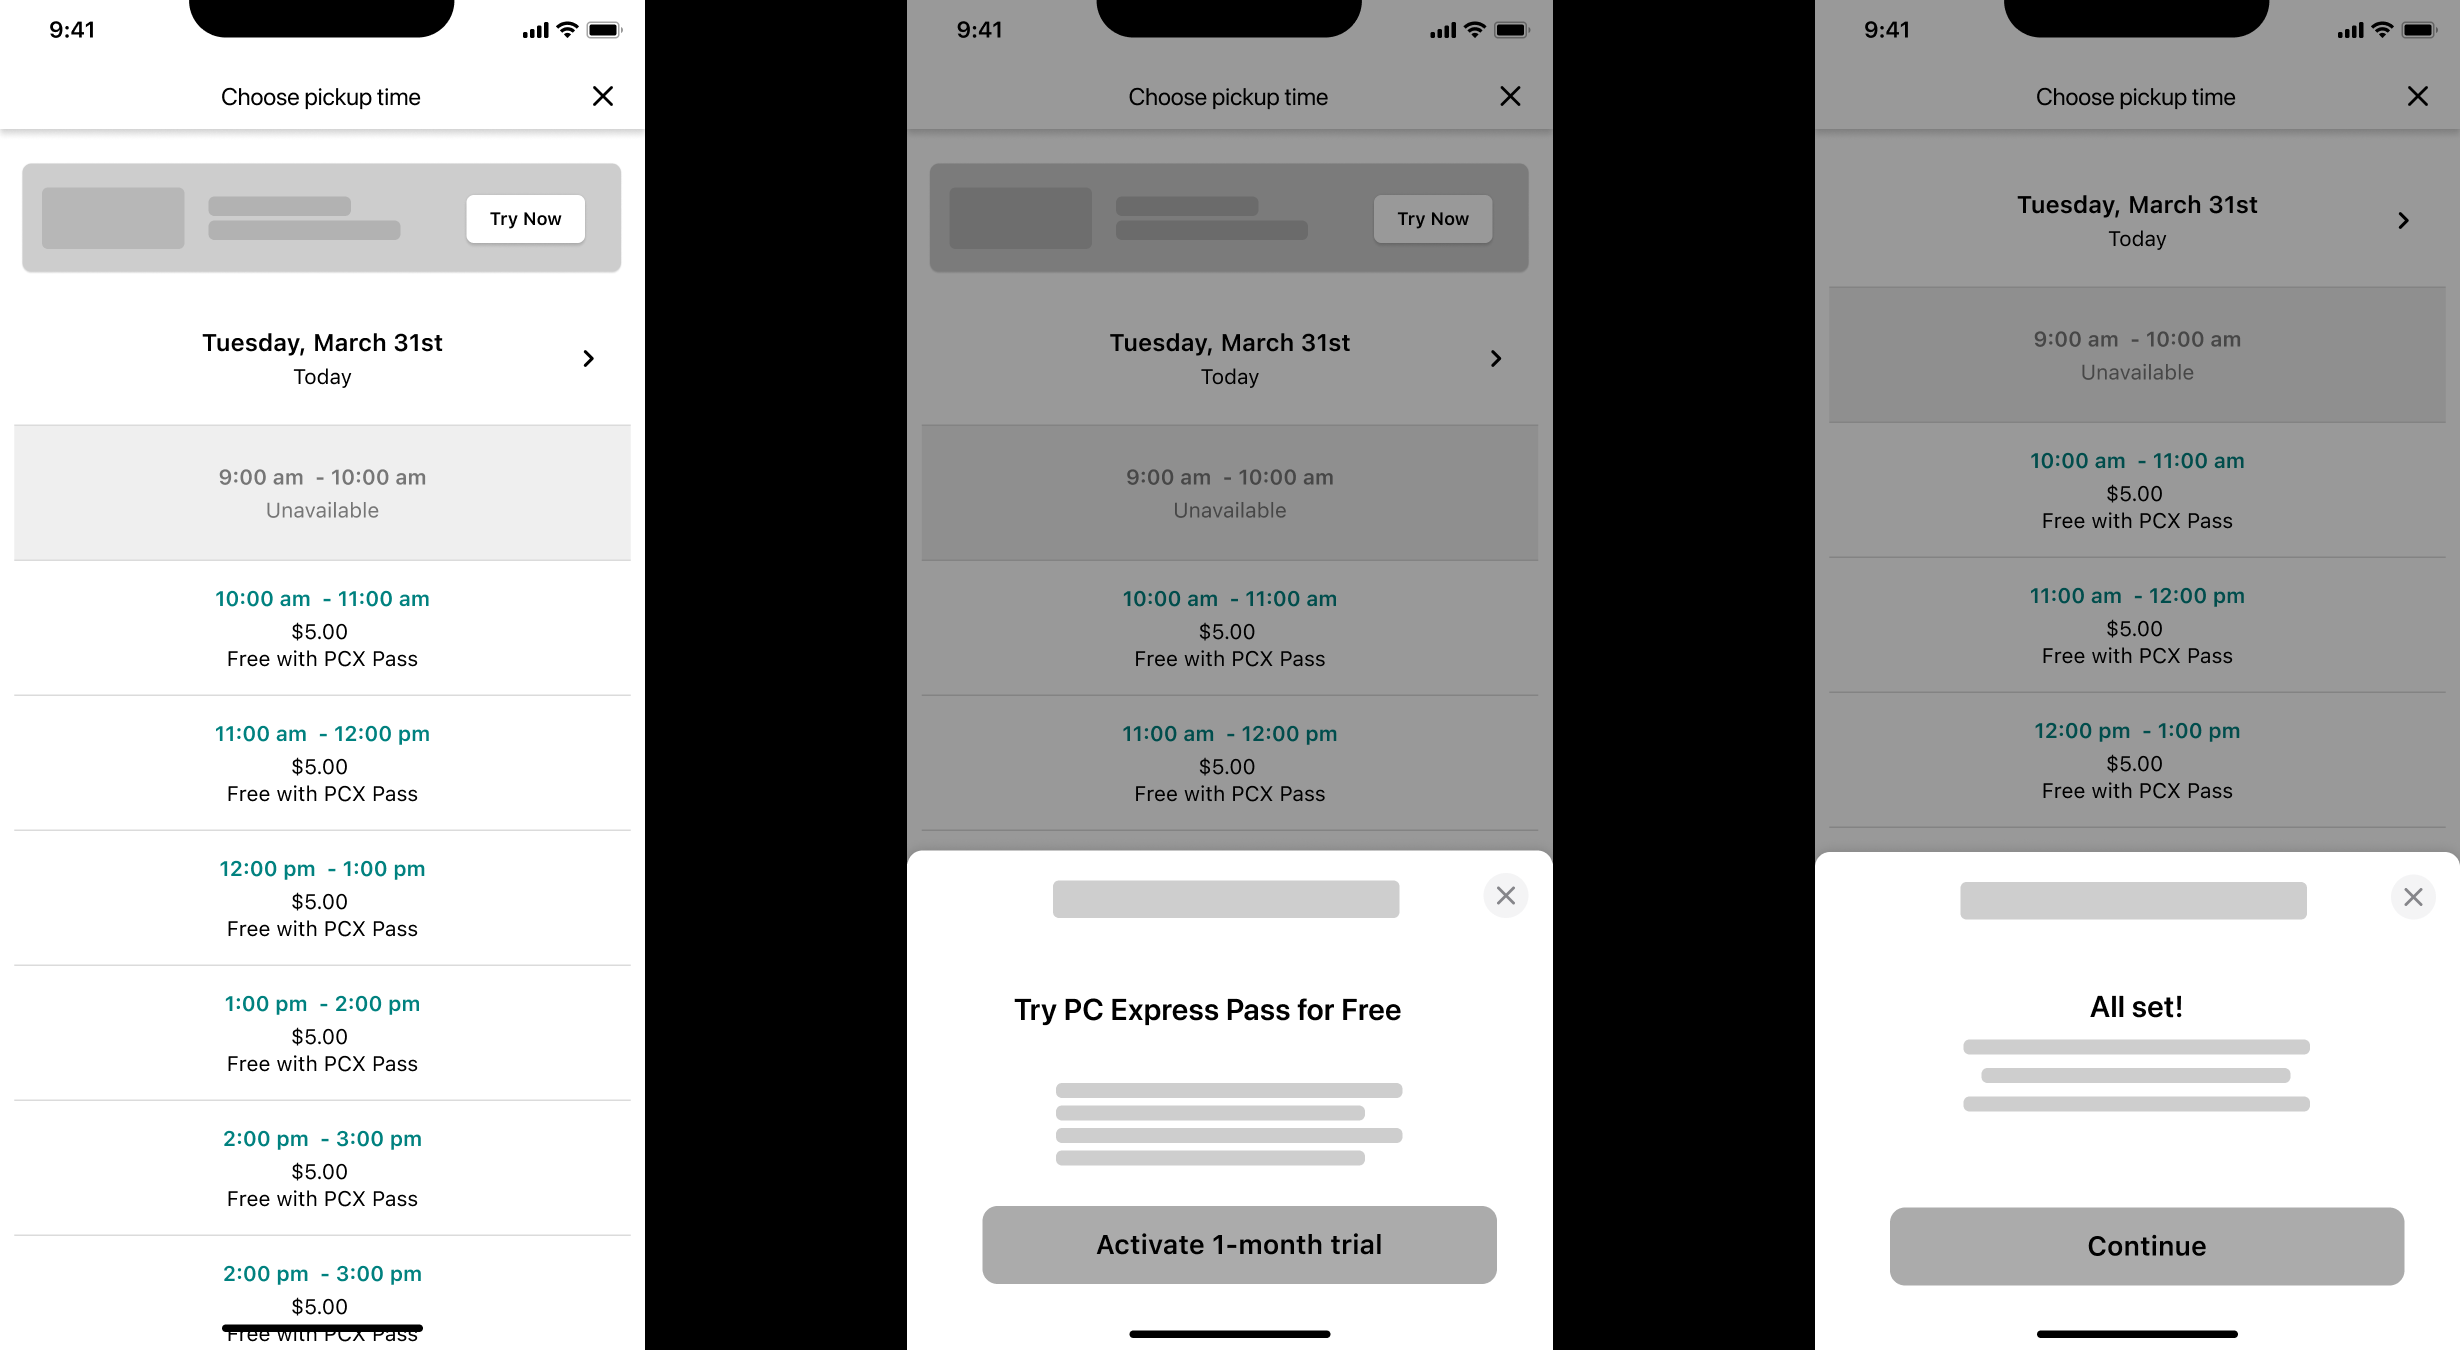 9:41
Choose pickup time
Try Now
Tuesday, March 31st
Today
9:00 am - 10:00 am
Unavailable
10:00 am - 11:00 am
$5.00
Free with PCX Pass
11:00 am - 12:00 pm
$5.00
Free with PCX Pass
12:00 pm - 1:00 pm
$5.00
Free with PCX Pass
1:00 pm - 2:00 pm
$5.00
Free with PCX Pass
2:00 pm - 3:00 pm
$5.00
Free with PCX Pass
2:00 pm - 3:00 pm
$5.00
Free with PCX Pass
9:41
Choose pickup time
Try Now
Tuesday, March 31st
Today
9:00 am - 10:00 am
Unavailable
10:00 am - 11:00 am
$5.00
Free with PCX Pass
11:00 am - 12:00 pm
$5.00
Free with PCX Pass
Try PC Express Pass for Free
Activate 1-month trial
9:41
Choose pickup time
Tuesday, March 31st
Today
9:00 am - 10:00 am
Unavailable
10:00 am - 11:00 am
$5.00
Free with PCX Pass
11:00 am - 12:00 pm
$5.00
Free with PCX Pass
12:00 pm - 1:00 pm
$5.00
Free with PCX Pass
All set!
Continue